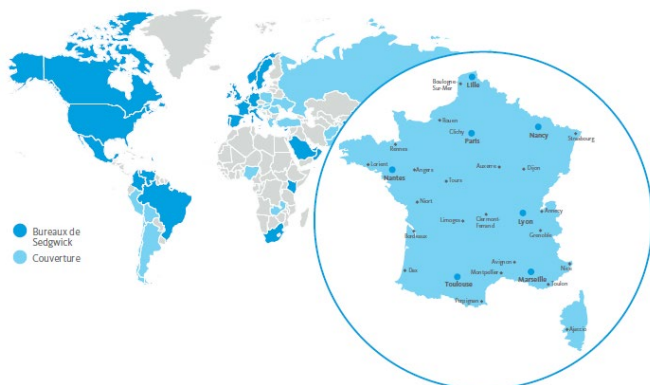 Bureaux de
Sedgwick
Couverture
Boulogne
Sur-Mer
Lille
Rouen
Clichy
Paris
Nancy
Strasbourg
Rennes
Lorient
Nantes
Angers
Auxerre
Dijon
Tours
Niort
Limoges
Clermont-
Ferrand
Lyon
Annecy
Grenoble
Bordeaux
Dax
Avignon
Montpellier
Nice
Toulouse
Marseille
Toulon
Perpignan
Ajaccio